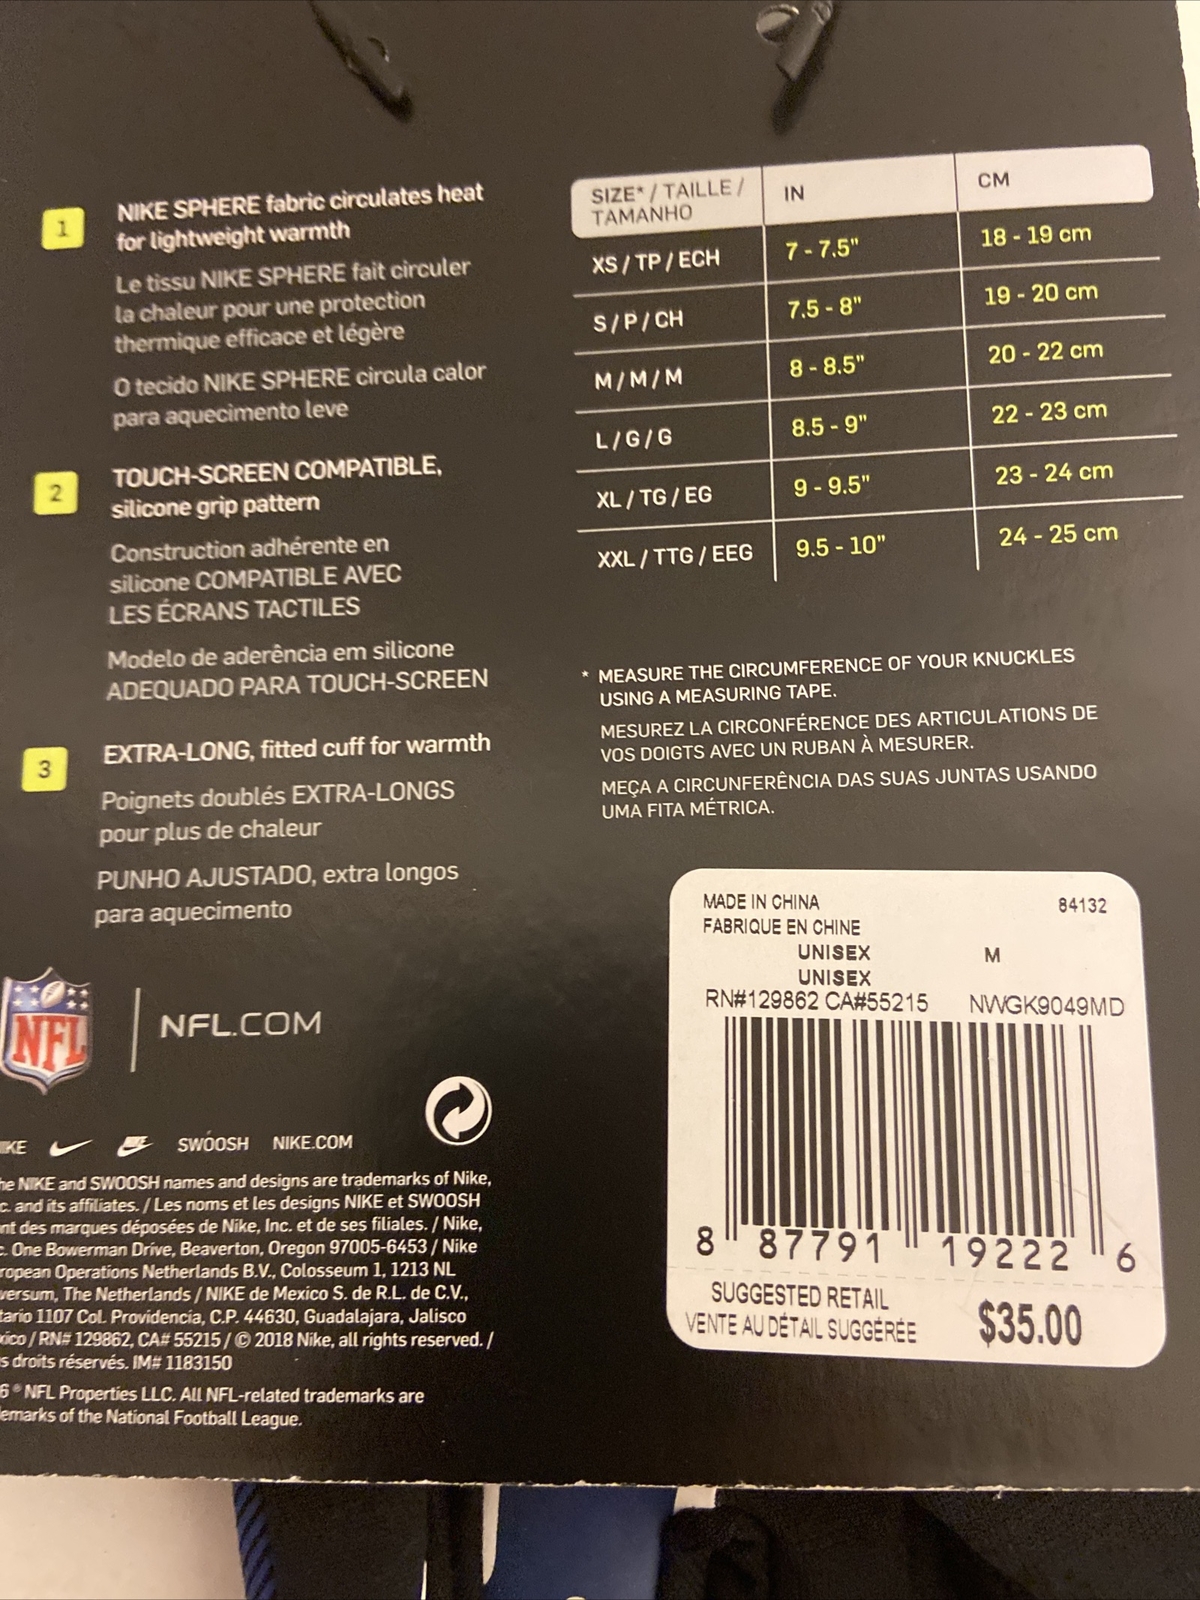 1
NIKE SPHERE fabric circulates heat
for lightweight warmth
Le tissu NIKE SPHERE fait circuler
la chaleur pour une protection
thermique efficace et légère
O tecido NIKE SPHERE circula calor
para aquecimento leve
2
TOUCH-SCREEN COMPATIBLE,
silicone grip pattern
Construction adhérente en
silicone COMPATIBLE AVEC
LES ÉCRANS TACTILES
Modelo de aderência em silicone
ADEQUADO PARA TOUCH-SCREEN
3
EXTRA-LONG, fitted cuff for warmth
Poignets doublés EXTRA-LONGS
pour plus de chaleur
PUNHO AJUSTADO, extra longos
para aquecimento
NFL
NFL.COM
IKE SWOOSH NIKE.COM
he NIKE and SWOOSH names and designs are trademarks of Nike,
c. and its affiliates. / Les noms et les designs NIKE et SWOOSH
nt des marques déposées de Nike, Inc. et de ses filiales. / Nike,
c. One Bowerman Drive, Beaverton, Oregon 97005-6453 / Nike
ropean Operations Netherlands B.V., Colosseum 1, 1213 NL
versum, The Netherlands / NIKE de Mexico S. de R.L. de C.V.,
tario 1107 Col. Providencia, C.P. 44630, Guadalajara, Jalisco
xico / RN# 129862, CA# 55215 / © 2018 Nike, all rights reserved. /
s droits réservés. IM# 1183150
6 ® NFL Properties LLC. All NFL-related trademarks are
emarks of the National Football League.
SIZE* / TAILLE / TAMANHO IN CM
XS / TP / ECH 7 - 7.5" 18 - 19 cm
S / P / CH 7.5 - 8" 19 - 20 cm
M / M / M 8 - 8.5" 20 - 22 cm
L / G / G 8.5 - 9" 22 - 23 cm
XL / TG / EG 9 - 9.5" 23 - 24 cm
XXL / TTG / EEG 9.5 - 10" 24 - 25 cm
* MEASURE THE CIRCUMFERENCE OF YOUR KNUCKLES
USING A MEASURING TAPE.
MESUREZ LA CIRCONFÉRENCE DES ARTICULATIONS DE
VOS DOIGTS AVEC UN RUBAN À MESURER.
MEÇA A CIRCUNFERÊNCIA DAS SUAS JUNTAS USANDO
UMA FITA MÉTRICA.
MADE IN CHINA 84132
FABRIQUE EN CHINE
UNISEX M
UNISEX
RN#129862 CA#55215 NWGK9049MD
8 87791 19222 6
SUGGESTED RETAIL
VENTE AU DÉTAIL SUGGÉRÉE $35.00